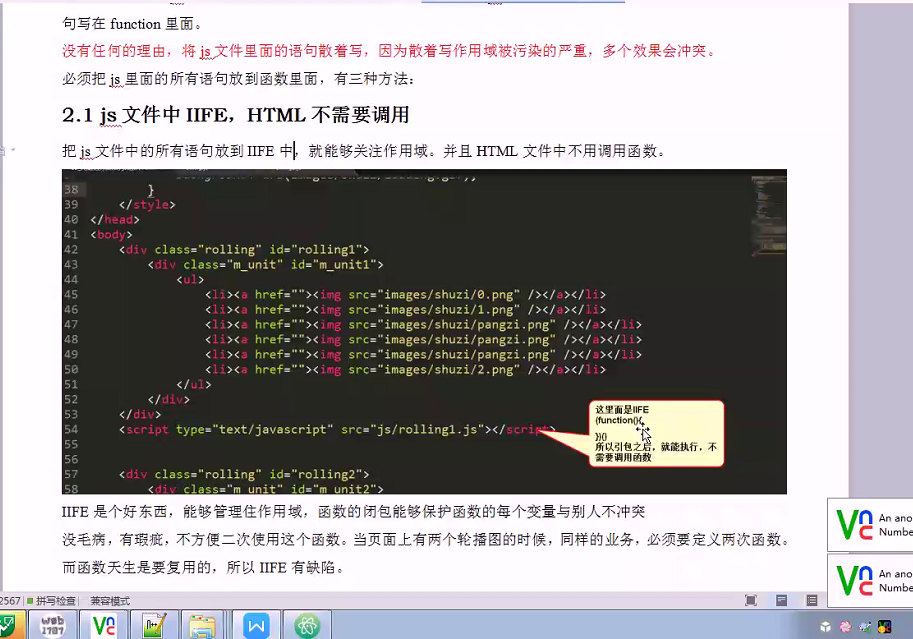 句写在 function 里面。
没有任何的理由，将 js 文件里面的语句散着写，因为散着写作用域被污染的严重，多个效果会冲突。
必须把 js 里面的所有语句放到函数里面，有三种方法：
2.1 js 文件中 IIFE，HTML 不需要调用
把 js 文件中的所有语句放到 IIFE 中，就能够关注作用域。并且 HTML 文件中不用调用函数。
38 }
39 </style>
40 </head>
41 <body>
42 <div class="rolling" id="rolling1">
43 <div class="m_unit" id="m_unit1">
44 <ul>
45 <li><a href=""><img src="images/shuzi/0.png" /></a></li>
46 <li><a href=""><img src="images/shuzi/1.png" /></a></li>
47 <li><a href=""><img src="images/shuzi/pangzi.png" /></a></li>
48 <li><a href=""><img src="images/shuzi/pangzi.png" /></a></li>
49 <li><a href=""><img src="images/shuzi/pangzi.png" /></a></li>
50 <li><a href=""><img src="images/shuzi/2.png" /></a></li>
51 </ul>
52 </div>
53 </div>
54 <script type="text/javascript" src="js/rolling1.js"></script>
55
56
57 <div class="rolling" id="rolling2">
58 <div class="m_unit" id="m_unit2">
这里面是IIFE
(function(){
})()
所以引包之后，就能执行，不
需要调用函数
IIFE 是个好东西，能够管理住作用域，函数的闭包能够保护函数的每个变量与别人不冲突
没毛病，有瑕疵，不方便二次使用这个函数。当页面上有两个轮播图的时候，同样的业务，必须要定义两次函数。
而函数天生是要复用的，所以 IIFE 有缺陷。
An ano
Numbe
An ano
Numbe
2567 拼写检查 兼容模式